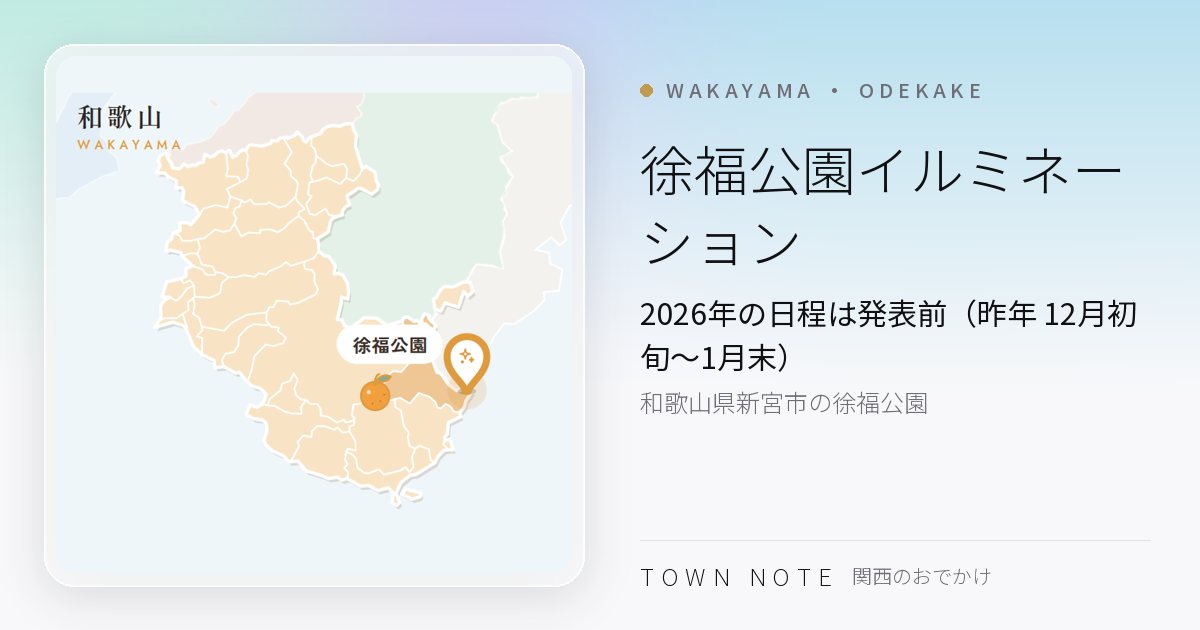 和歌山
WAKAYAMA
徐福公園
WAKAYAMA • ODEKAKE
徐福公園イルミネー
ション
2026年の日程は発表前（昨年 12月初
旬〜1月末）
和歌山県新宮市の徐福公園
TOWN NOTE 関西のおでかけ